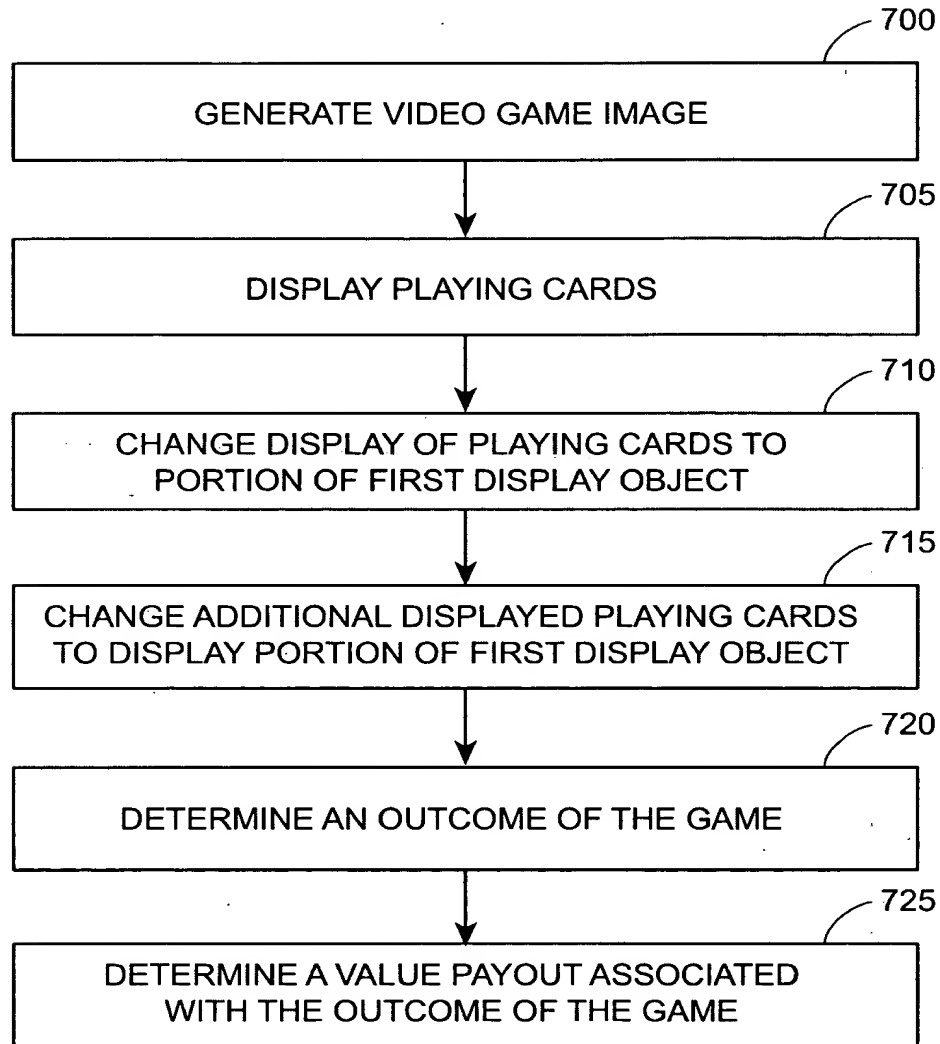 700
GENERATE VIDEO GAME IMAGE
705
DISPLAY PLAYING CARDS
710
CHANGE DISPLAY OF PLAYING CARDS TO
PORTION OF FIRST DISPLAY OBJECT
715
CHANGE ADDITIONAL DISPLAYED PLAYING CARDS
TO DISPLAY PORTION OF FIRST DISPLAY OBJECT
720
DETERMINE AN OUTCOME OF THE GAME
725
DETERMINE A VALUE PAYOUT ASSOCIATED
WITH THE OUTCOME OF THE GAME